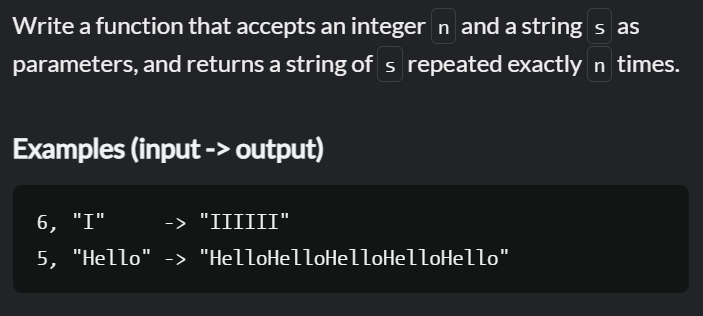 Write a function that accepts an integer n and a string s as
parameters, and returns a string of s repeated exactly n times.
Examples (input -> output)
6, "I"     -> "IIIIII"
5, "Hello" -> "HelloHelloHelloHelloHello"